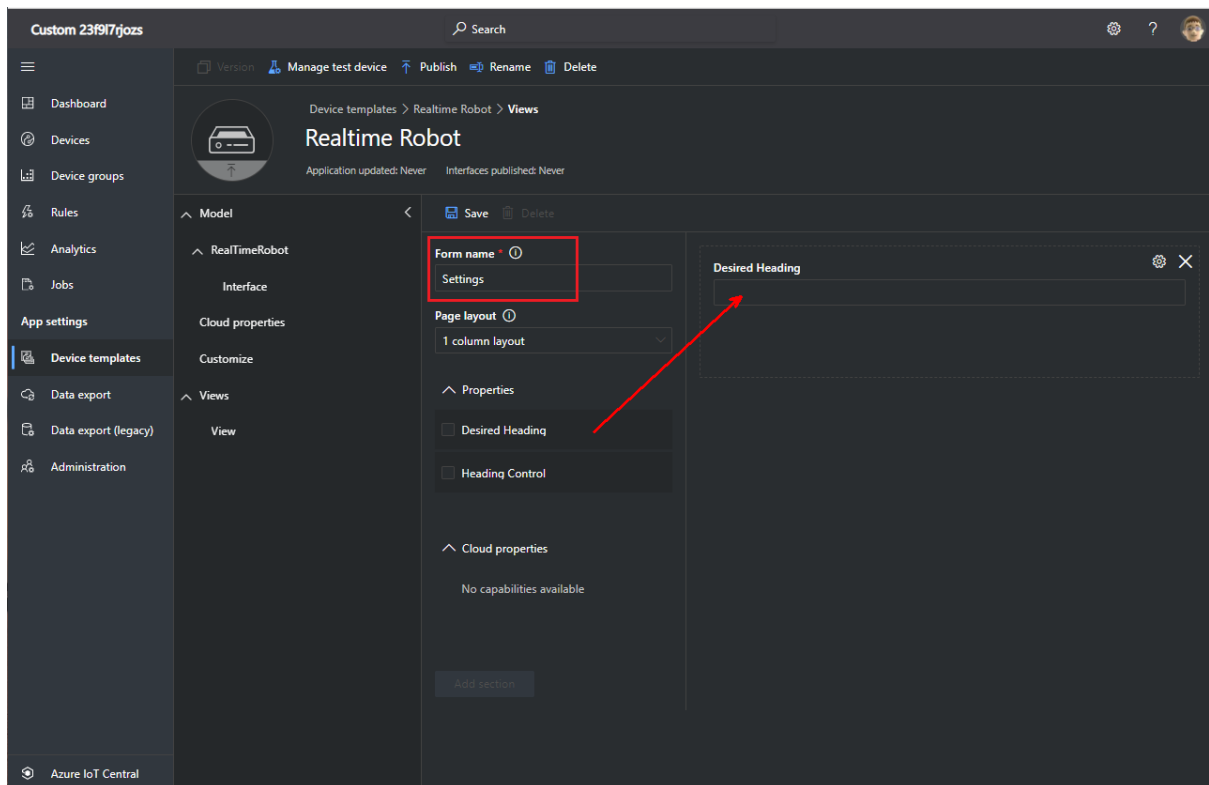 Custom 23f9l7rjozs
Search
?
Version
Manage test device
Publish
Rename
Delete
Dashboard
Devices
Device groups
Rules
Analytics
Jobs
App settings
Device templates
Data export
Data export (legacy)
Administration
Azure IoT Central
Device templates > Realtime Robot > Views
Realtime Robot
Application updated: Never Interfaces published: Never
Model
RealTimeRobot
Interface
Cloud properties
Customize
Views
View
Save
Delete
Form name *
Settings
Page layout
1 column layout
Properties
Desired Heading
Heading Control
Cloud properties
No capabilities available
Add section
Desired Heading